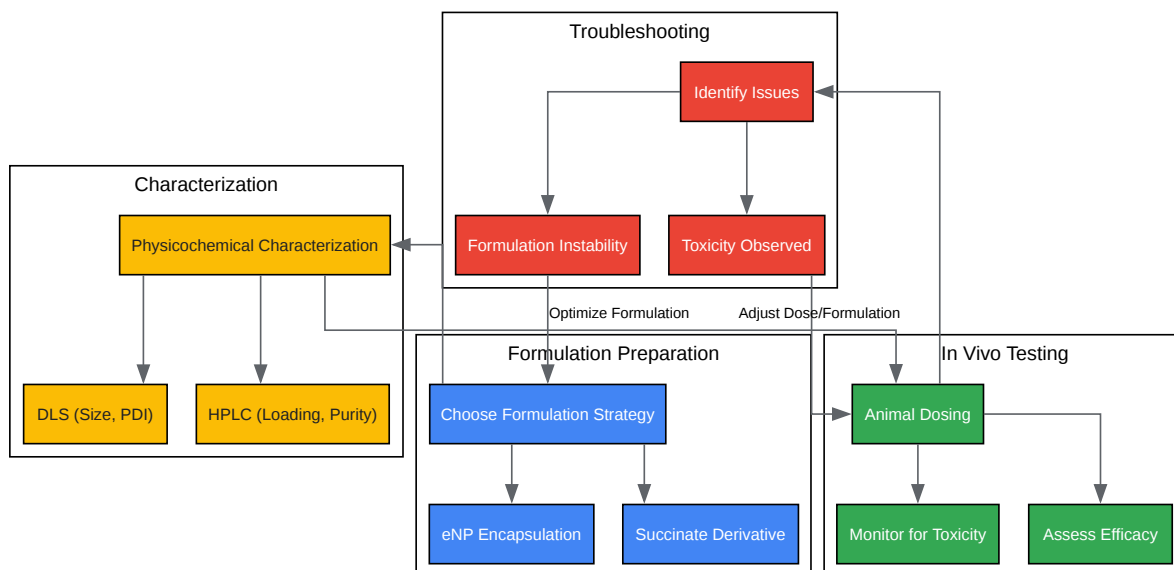 Troubleshooting
Identify Issues
Characterization
Physicochemical Characterization
Formulation Instability
Toxicity Observed
Optimize Formulation
Adjust Dose/Formulation
Formulation Preparation
In Vivo Testing
DLS (Size, PDI)
HPLC (Loading, Purity)
Choose Formulation Strategy
Animal Dosing
eNP Encapsulation
Succinate Derivative
Monitor for Toxicity
Assess Efficacy